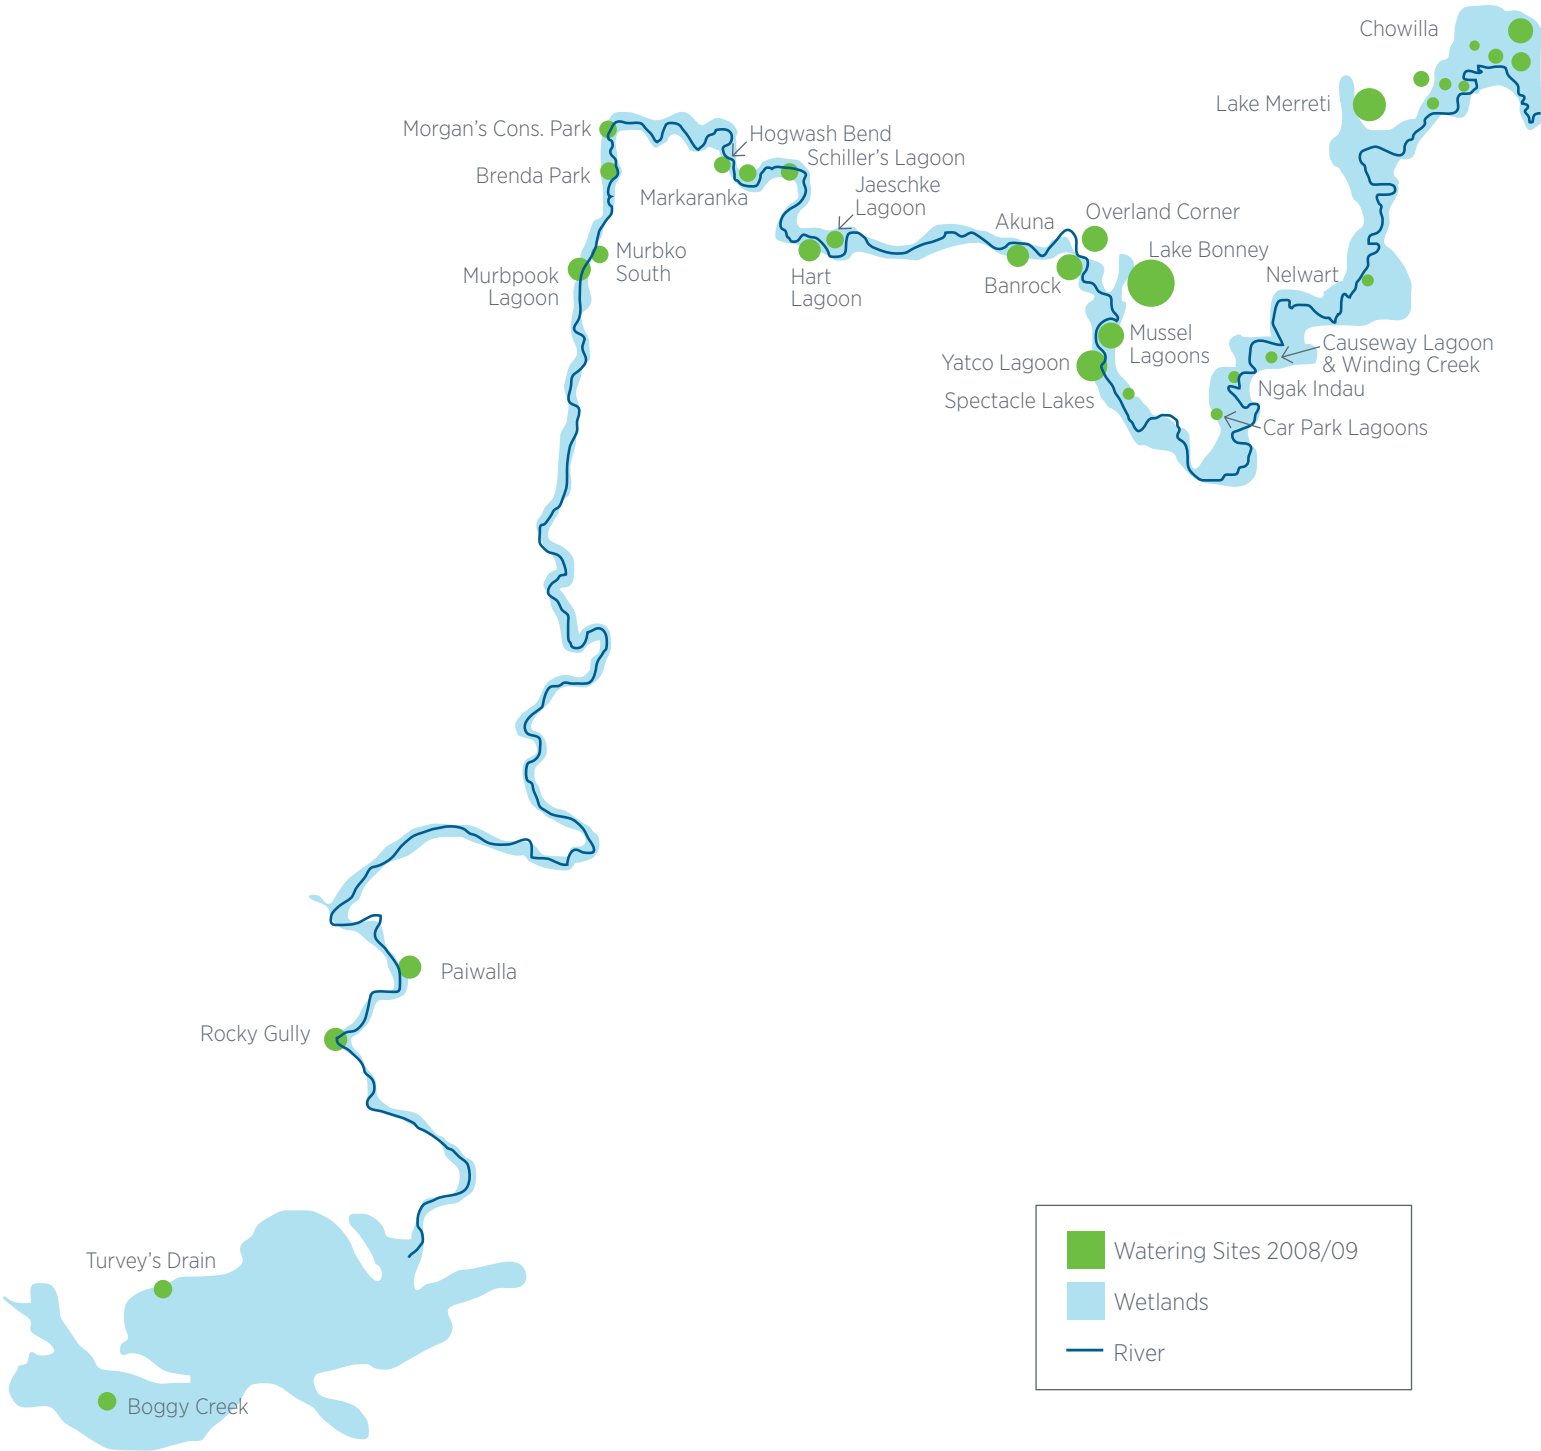 Chowilla
Lake Merreti
Morgan's Cons. Park
Hogwash Bend
Schiller's Lagoon
Brenda Park
Markaranka
Jaeschke
Lagoon
Akuna
Overland Corner
Murbko
South
Lake Bonney
Murbpook
Lagoon
Hart
Lagoon
Banrock
Nelwart
Mussel
Lagoons
Causeway Lagoon
& Winding Creek
Yatco Lagoon
Spectacle Lakes
Ngak Indau
Car Park Lagoons
Paiwalla
Rocky Gully
Turvey's Drain
Boggy Creek
Watering Sites 2008/09
Wetlands
River